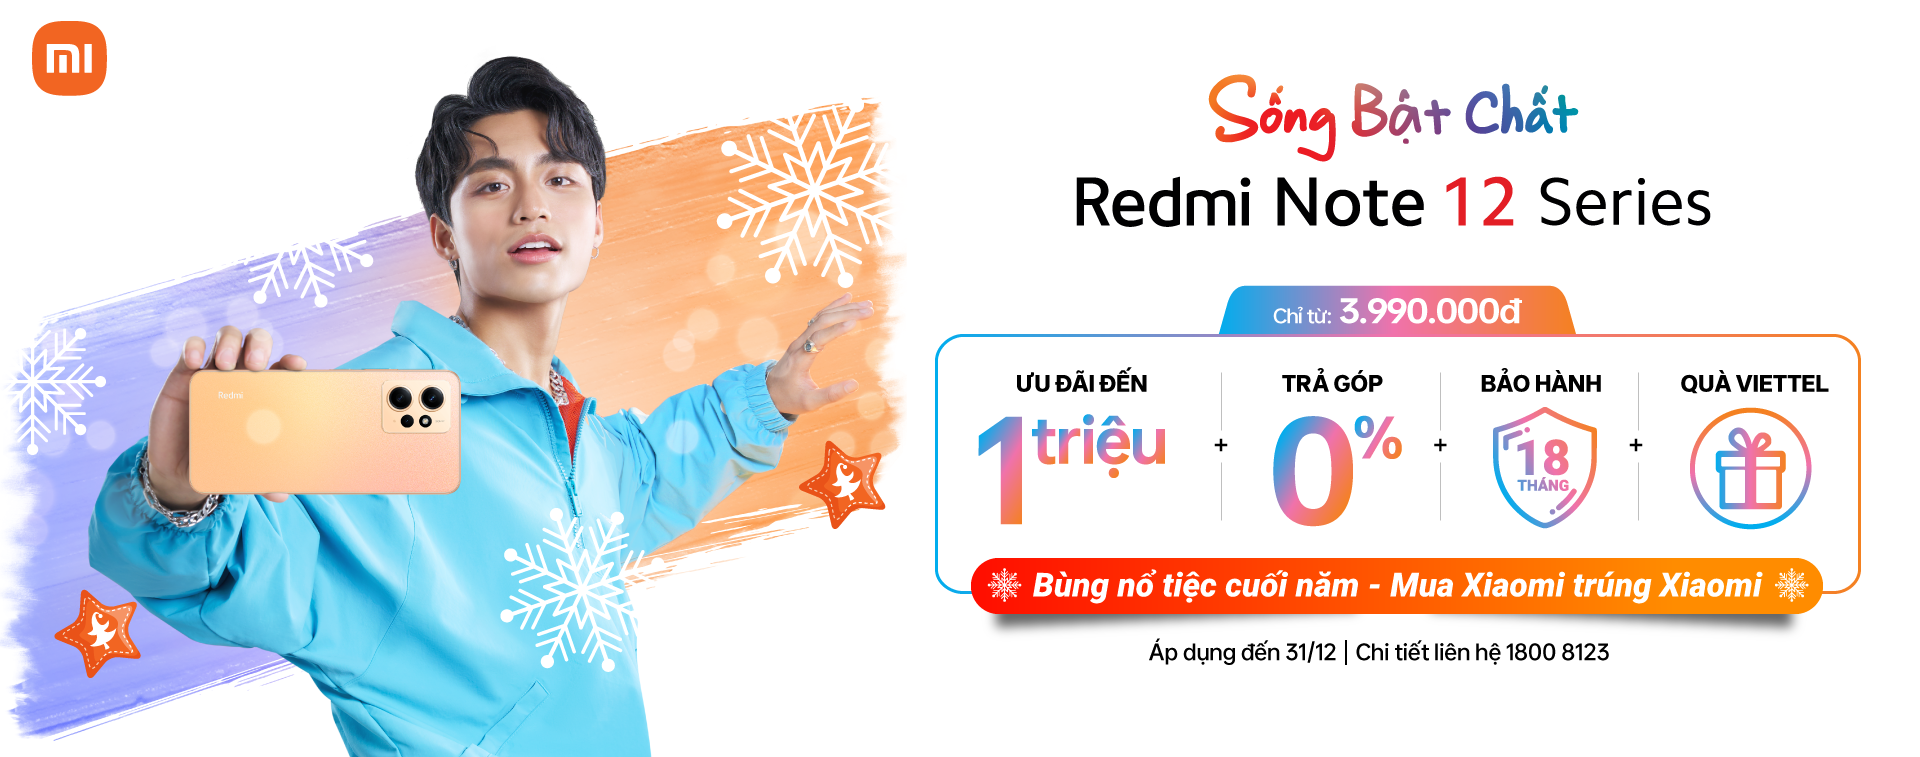 mi
Sống Bật Chất
Redmi Note 12 Series
Chỉ từ: 3.990.000đ
ƯU ĐÃI ĐẾN
1 triệu
+
TRẢ GÓP
0%
+
BẢO HÀNH
18
THÁNG
+
QUÀ VIETTEL
Redmi
Bùng nổ tiệc cuối năm - Mua Xiaomi trúng Xiaomi
Áp dụng đến 31/12 | Chi tiết liên hệ 1800 8123